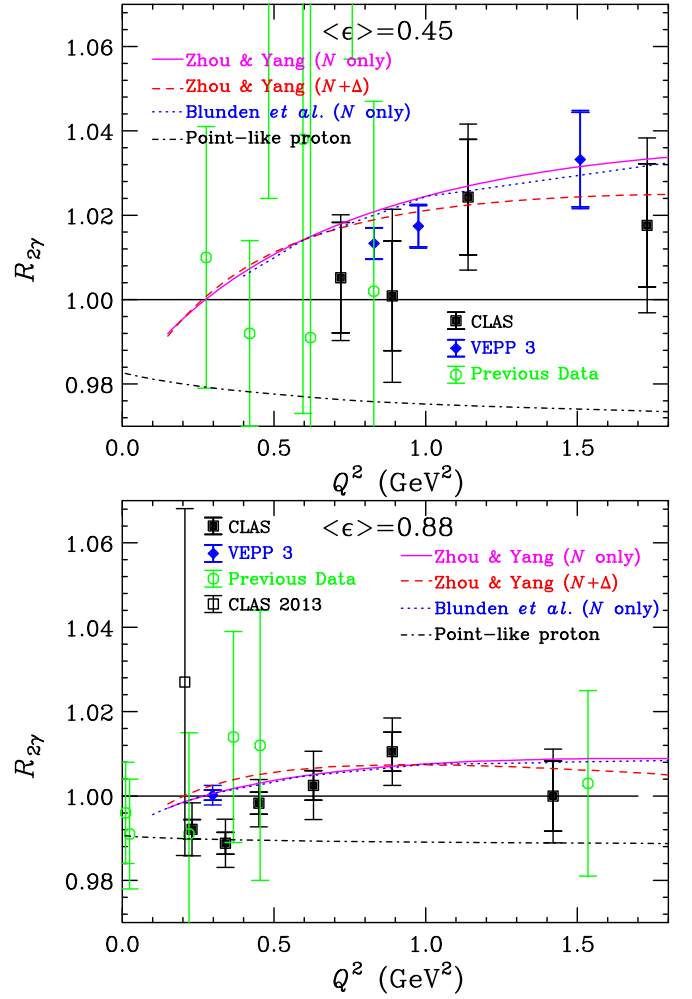 1.06
<ϵ>=0.45
Zhou & Yang (N only)
Zhou & Yang (N+Δ)
1.04
Blunden et al. (N only)
Point-like proton
1.02
R2γ
1.00
CLAS
VEPP 3
0.98
Previous Data
0.0 0.5 1.0 1.5
Q² (GeV²)
CLAS
<ϵ>=0.88
1.06
VEPP 3
Zhou & Yang (N only)
Previous Data
Zhou & Yang (N+Δ)
CLAS 2013
Blunden et al. (N only)
1.04
Point-like proton
1.02
R2γ
1.00
0.98
0.0 0.5 1.0 1.5
Q² (GeV²)